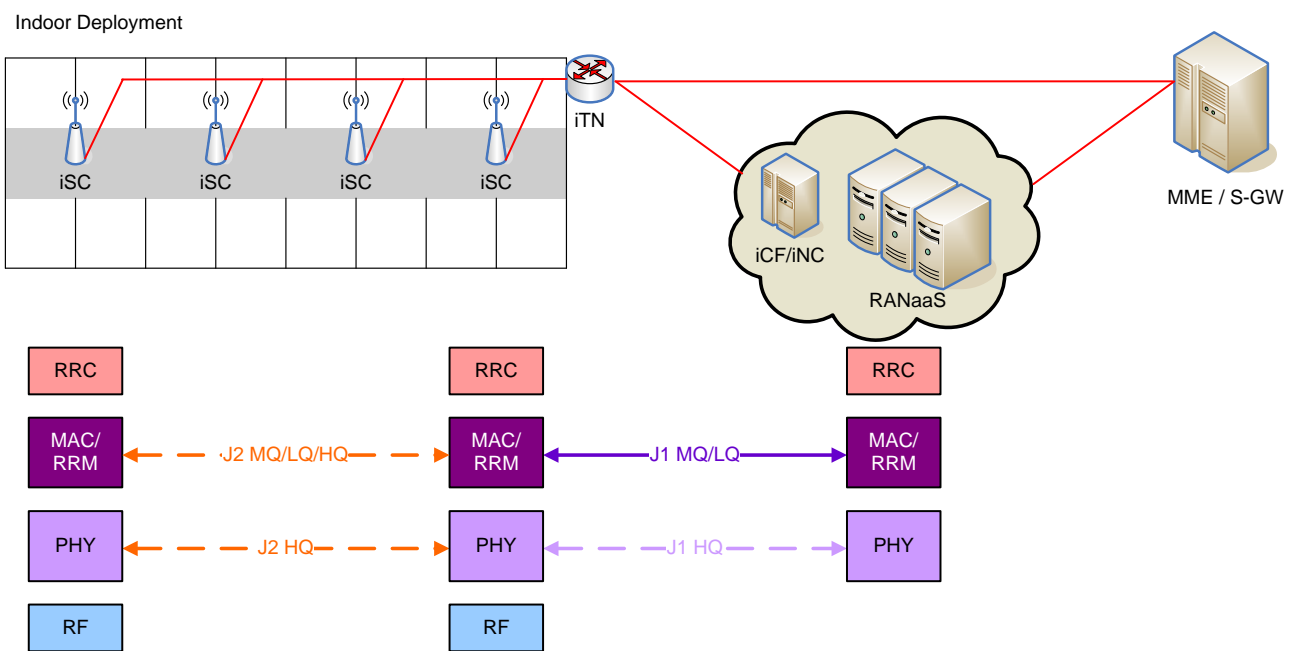 Indoor Deployment
iTN
iSC
iSC
iSC
iSC
MME / S-GW
iCF/iNC
RANaaS
RRC
RRC
RRC
MAC/
RRM
J2 MQ/LQ/HQ
MAC/
RRM
J1 MQ/LQ
MAC/
RRM
PHY
J2 HQ
PHY
J1 HQ
PHY
RF
RF